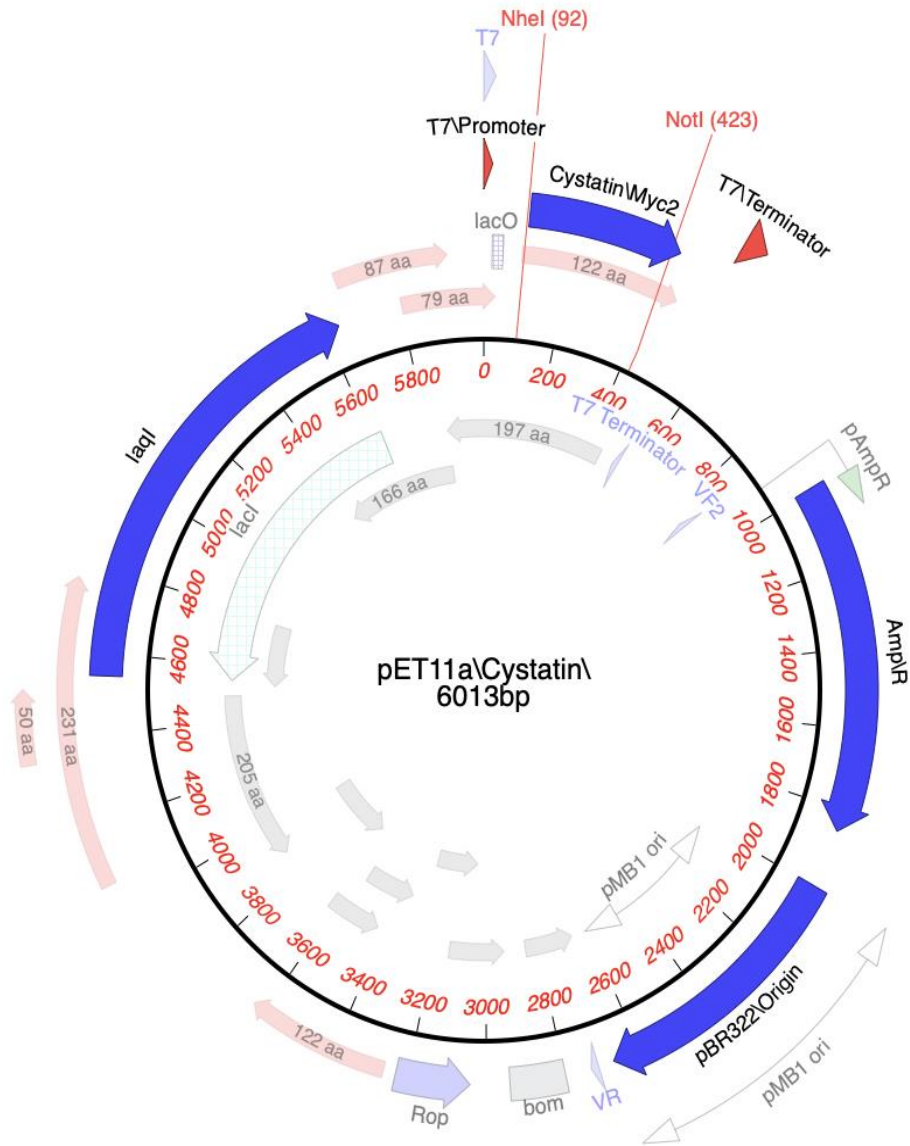 NheI (92)
T7
NotI (423)
T7\Promoter
Cystatin\Myc2
T7\Terminator
lacO
87 aa
79 aa
122 aa
0
200
400
600
800
1000
1200
1400
1600
1800
2000
2200
2400
2600
2800
3000
3200
3400
3600
3800
4000
4200
4400
4600
4800
5000
5200
5400
5600
5800
T7 Terminator
VF2
pAmpR
Amp\R
197 aa
166 aa
lacI
laqI
pET11a\Cystatin\
6013bp
50 aa
231 aa
205 aa
pMB1 ori
pBR322\Origin
pMB1 ori
VR
bom
Rop
122 aa